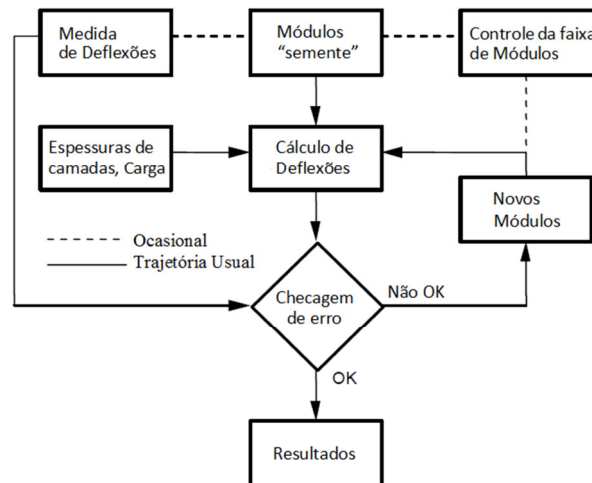 Medida
de Deflexões
Módulos
“semente”
Controle da faixa
de Módulos
Espessuras de
camadas, Carga
Cálculo de
Deflexões
Novos
Módulos
Ocasional
Trajetória Usual
Checagem
de erro
Não OK
OK
Resultados